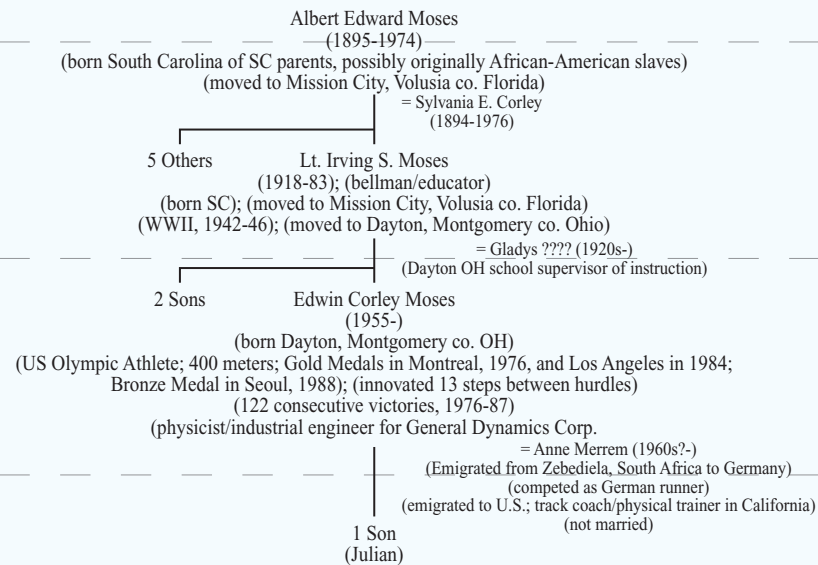 Albert Edward Moses
(1895-1974)
(born South Carolina of SC parents, possibly originally African-American slaves)
(moved to Mission City, Volusia co. Florida)
= Sylvania E. Corley
(1894-1976)
5 Others
Lt. Irving S. Moses
(1918-83); (bellman/educator)
(born SC); (moved to Mission City, Volusia co. Florida)
(WWII, 1942-46); (moved to Dayton, Montgomery co. Ohio)
= Gladys ???? (1920s-)
(Dayton OH school supervisor of instruction)
2 Sons
Edwin Corley Moses
(1955-)
(born Dayton, Montgomery co. OH)
(US Olympic Athlete; 400 meters; Gold Medals in Montreal, 1976, and Los Angeles in 1984;
Bronze Medal in Seoul, 1988); (innovated 13 steps between hurdles)
(122 consecutive victories, 1976-87)
(physicist/industrial engineer for General Dynamics Corp.
= Anne Merrem (1960s?-)
(Emigrated from Zebediela, South Africa to Germany)
(competed as German runner)
(emigrated to U.S.; track coach/physical trainer in California)
(not married)
1 Son
(Julian)